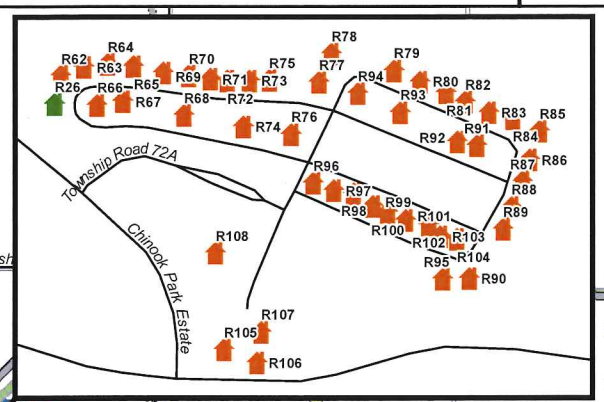 R78
R64
R62
R63
R70
R75
R79
R77
R69
R71
R73
R94
R80
R82
R26
R66
R65
R67
R72
R93
R81
R83
R68
R85
R74
R76
R92
R91
R84
R86
R87
Township Road 72A
R96
R97
R88
R98
R99
R89
R100
R101
R102
R103
R108
R95
R104
R90
Chinook Park Estate
R107
R105
R106
sh